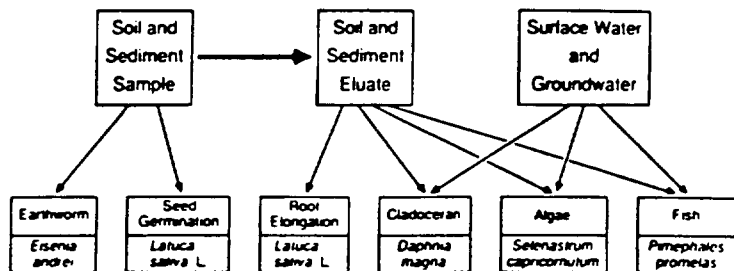 Soil and
Sediment
Sample
Soil and
Sediment
Eluate
Surface Water
and
Groundwater
Earthworm
Eisenia
andrei
Seed
Germination
Latuca
sativa L.
Root
Elongation
Latuca
sativa L.
Cladoceran
Daphnia
magna
Algae
Selenastrum
capricornutum
Fish
Pimephales
promelas